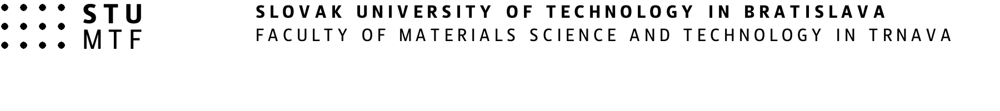 STU
MTF
SLOVAK UNIVERSITY OF TECHNOLOGY IN BRATISLAVA
FACULTY OF MATERIALS SCIENCE AND TECHNOLOGY IN TRNAVA